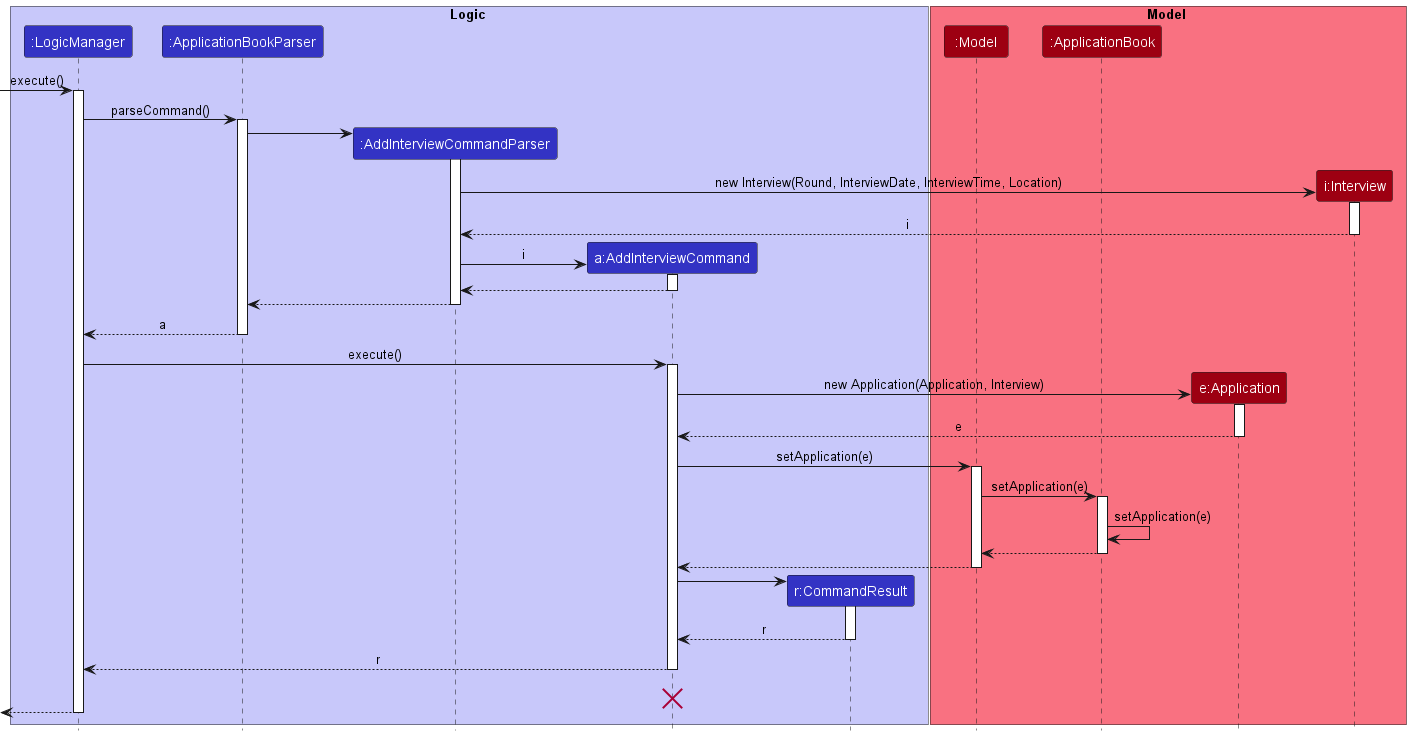 Logic
Model
:LogicManager
:ApplicationBookParser
:Model
:ApplicationBook
execute()
parseCommand()
:AddInterviewCommandParser
new Interview(Round, InterviewDate, InterviewTime, Location)
i:Interview
i
i
a:AddInterviewCommand
a
execute()
new Application(Application, Interview)
e:Application
e
setApplication(e)
setApplication(e)
setApplication(e)
r:CommandResult
r
r